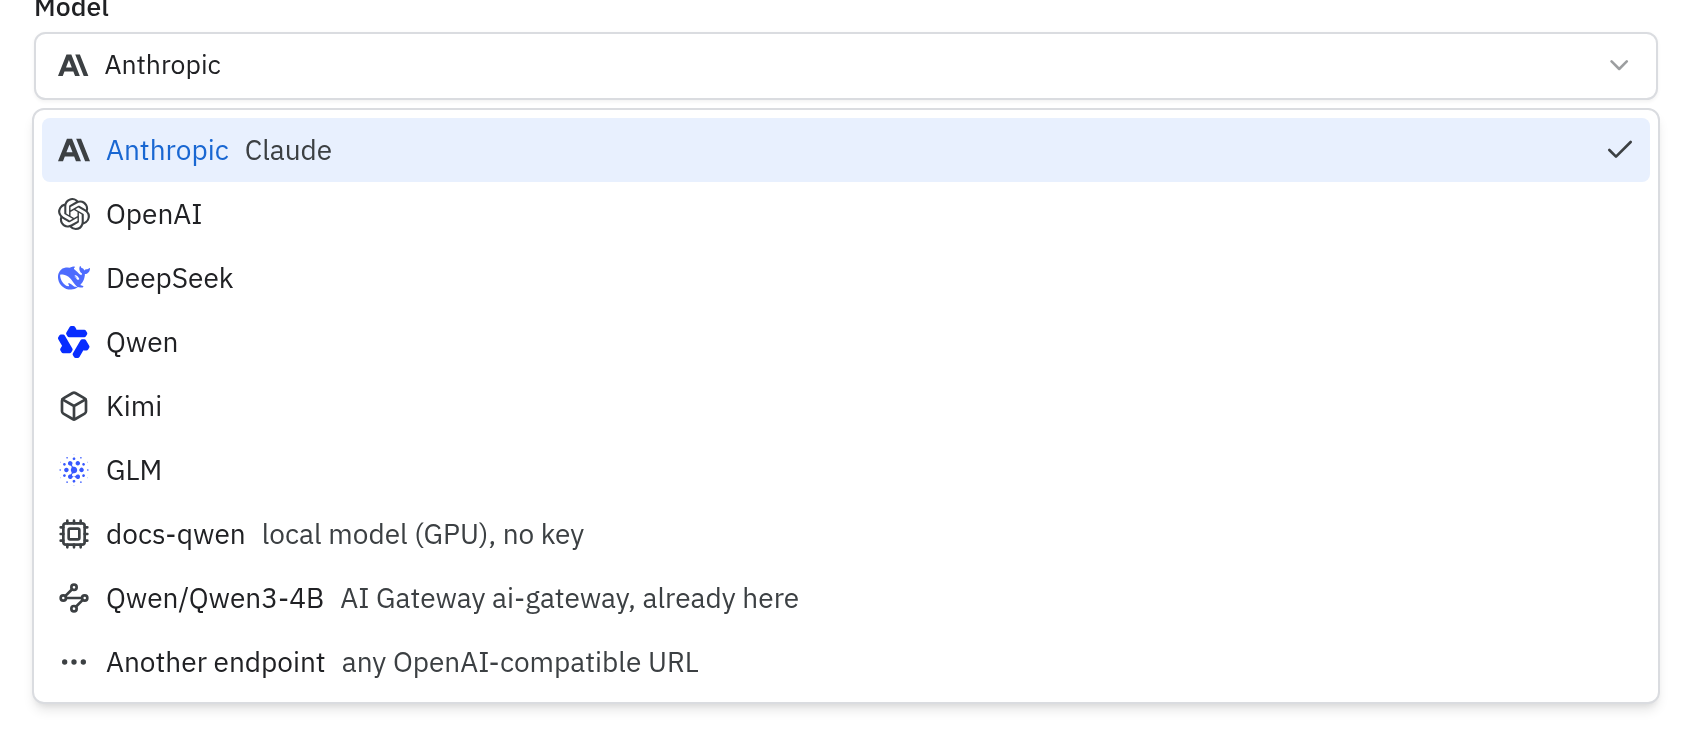 Model
Anthropic
Anthropic Claude
OpenAI
DeepSeek
Qwen
Kimi
GLM
docs-qwen local model (GPU), no key
Qwen/Qwen3-4B AI Gateway ai-gateway, already here
Another endpoint any OpenAI-compatible URL